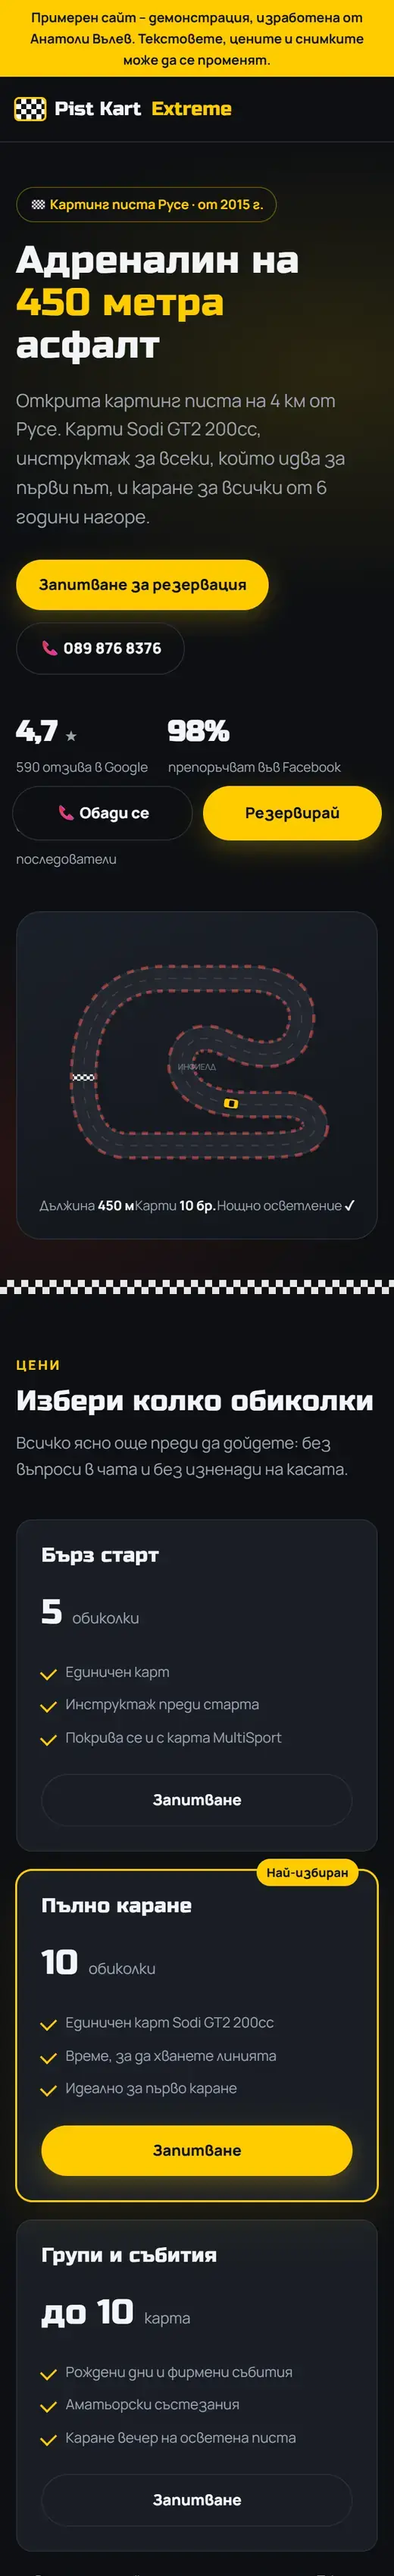 Примерен сайт – демонстрация, изработена от
Анатоли Вълев. Текстовете, цените и снимките
може да се променят.
Pist Kart Extreme
Картинг писта Русе · от 2015 г.
Адреналин на
450 метра
асфалт
Открита картинг писта на 4 км от
Русе. Карти Sodi GT2 200cc,
инструктаж за всеки, който идва за
първи път, и каране за всички от 6
години нагоре.
Запитване за резервация
089 876 8376
4,7 ★
98%
590 отзива в Google
препоръчват във Facebook
Обади се
Резервирай
последователи
ИНФИЕЛД
Дължина 450 м Карти 10 бр. Нощно осветление ✓
ЦЕНИ
Избери колко обиколки
Всичко ясно още преди да дойдете: без
въпроси в чата и без изненади на касата.
Бърз старт
5 обиколки
Единичен карт
Инструктаж преди старта
Покрива се и с карта MultiSport
Запитване
Най-избиран
Пълно каране
10 обиколки
Единичен карт Sodi GT2 200cc
Време, за да хванете линията
Идеално за първо каране
Запитване
Групи и събития
до 10 карта
Рождени дни и фирмени събития
Аматьорски състезания
Каране вечер на осветена писта
Запитване